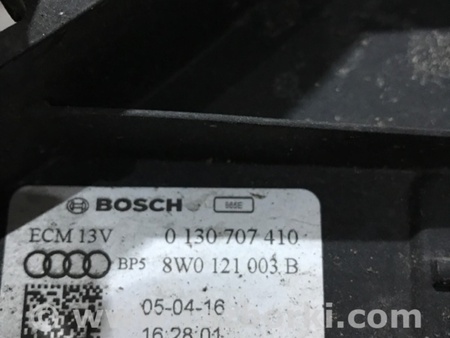 BOSCH
ECM 13V 0 130 707 410
BP5 8W0 121 003 B
05-04-16
16:28:01